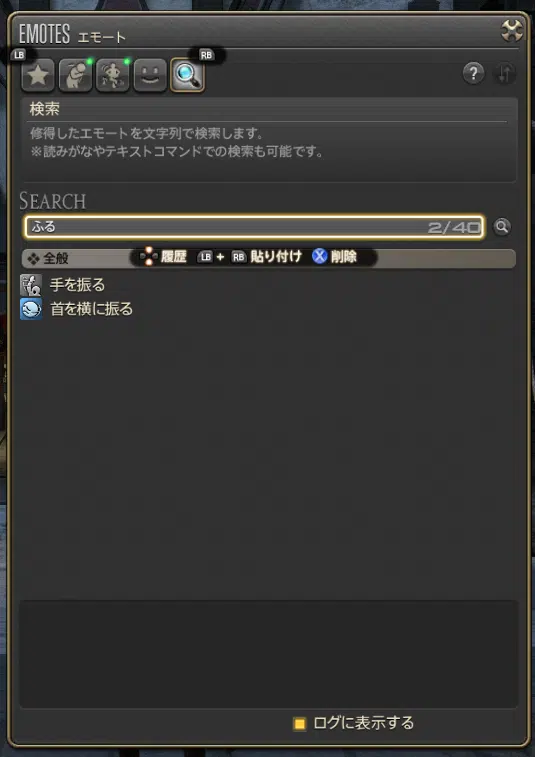 EMOTES エモート
LB RB
?
検索
修得したエモートを文字列で検索します。
※読みがなやテキストコマンドでの検索も可能です。
SEARCH
ふる 2/40
全般 履歴 LB + RB 貼り付け X 削除
手を振る
首を横に振る
ログに表示する